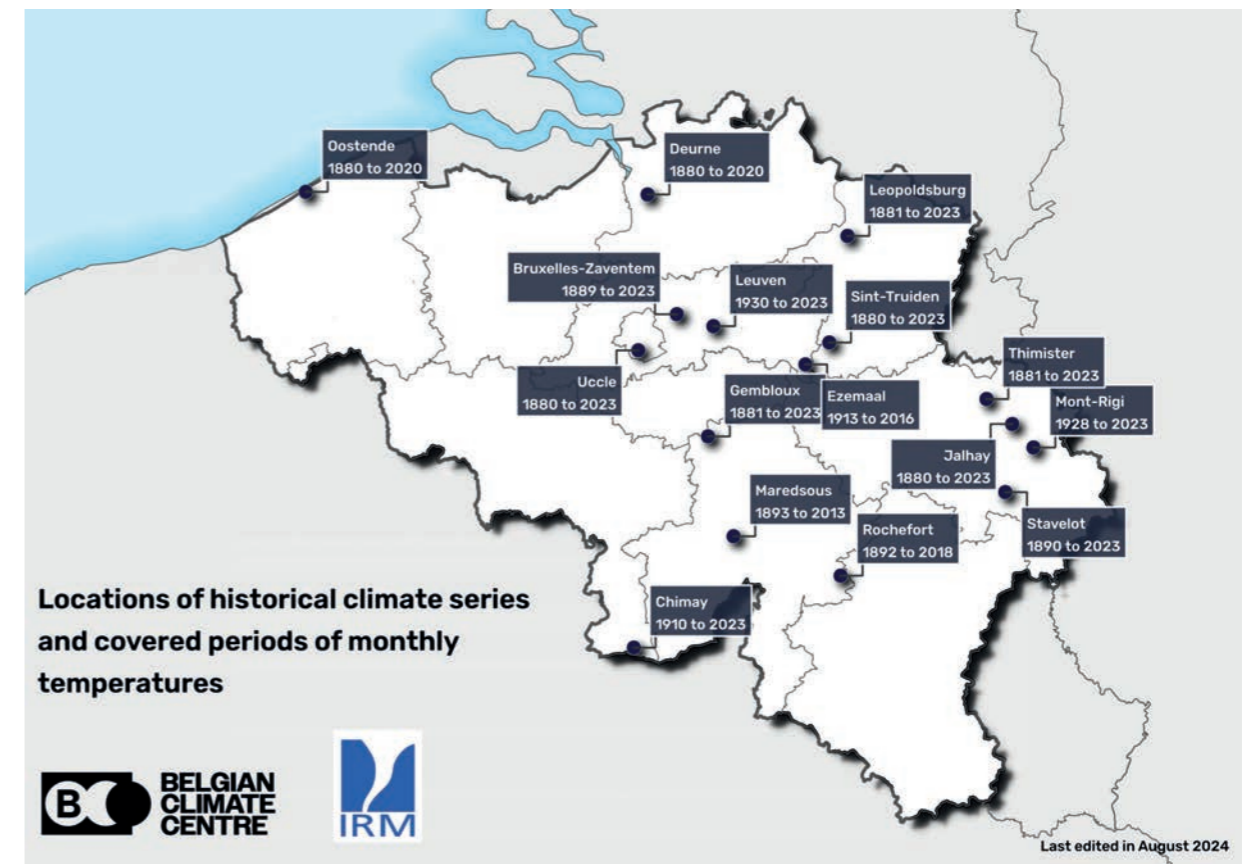 Oostende
1880 to 2020
Deurne
1880 to 2020
Leopoldsburg
1881 to 2023
Bruxelles-Zaventem
1889 to 2023
Leuven
1930 to 2023
Sint-Truiden
1880 to 2023
Thimister
1881 to 2023
Uccle
1880 to 2023
Gembloux
1881 to 2023
Ezemaal
1913 to 2016
Mont-Rigi
1928 to 2023
Jalhay
1880 to 2023
Maredsous
1893 to 2013
Rochefort
1892 to 2018
Stavelot
1890 to 2023
Chimay
1910 to 2023
Locations of historical climate series
and covered periods of monthly
temperatures
BELGIAN
CLIMATE
CENTRE
IRM
Last edited in August 2024